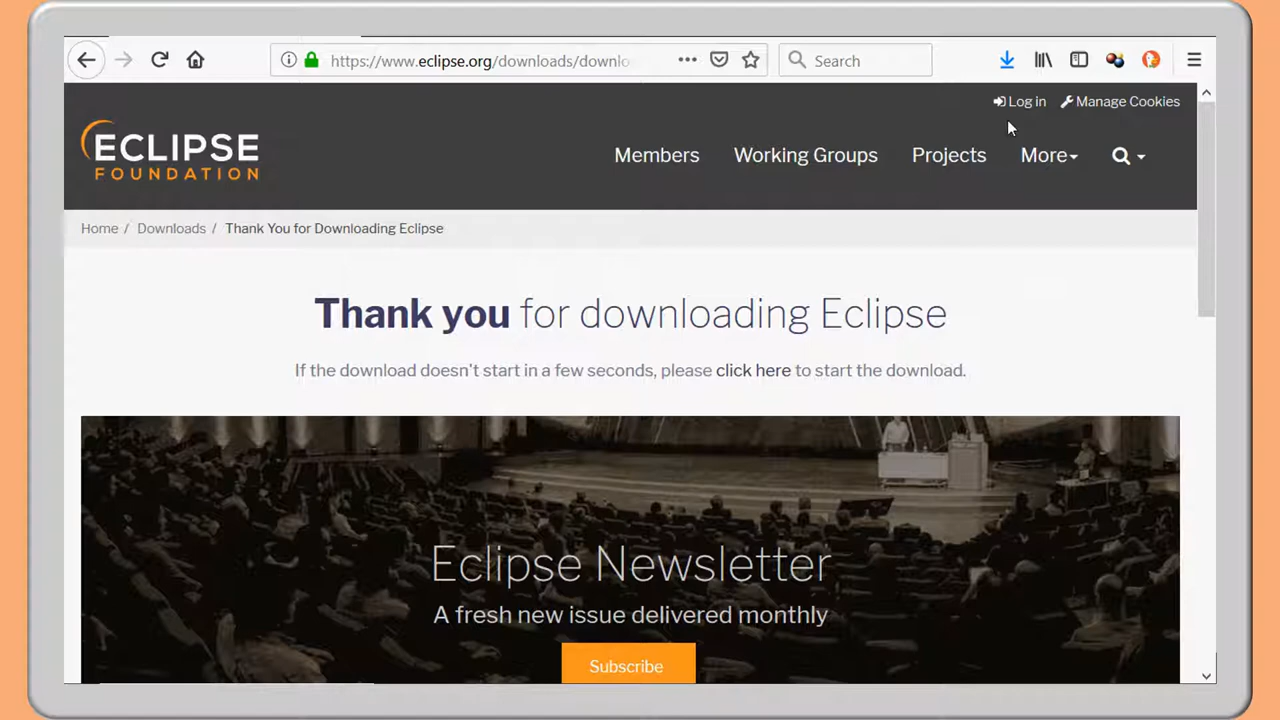 https://www.eclipse.org/downloads/downlo
Search
Log in Manage Cookies
ECLIPSE
FOUNDATION
Members Working Groups Projects More
Home / Downloads / Thank You for Downloading Eclipse
Thank you for downloading Eclipse
If the download doesn't start in a few seconds, please click here to start the download.
Eclipse Newsletter
A fresh new issue delivered monthly
Subscribe